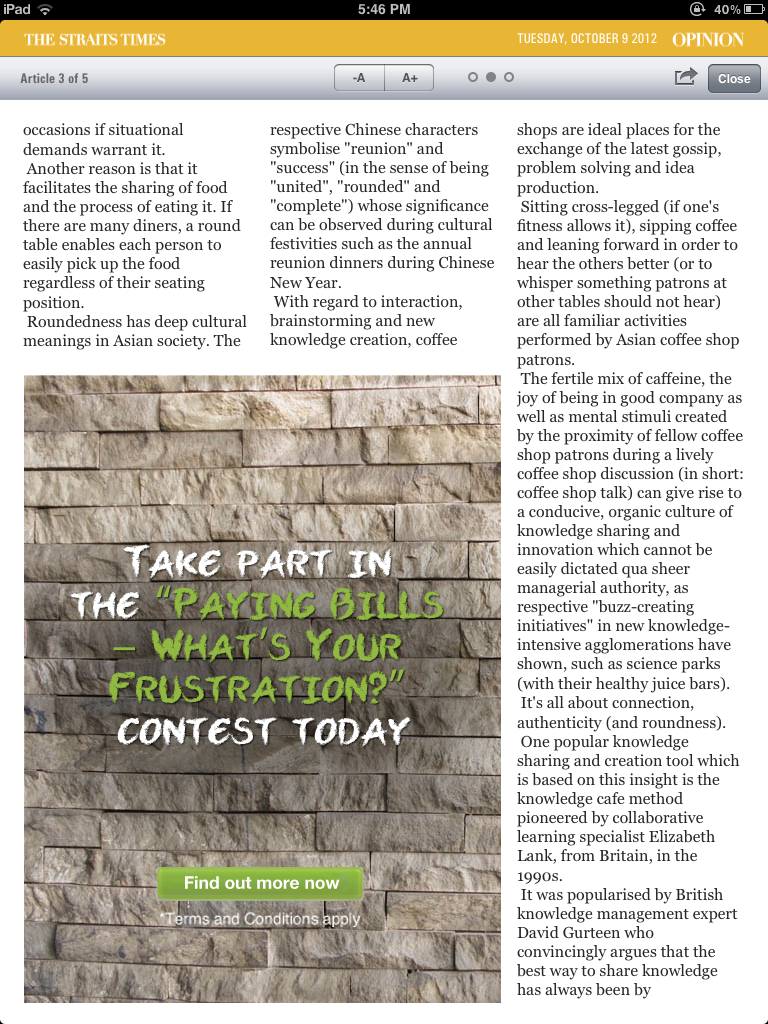 iPad 5:46 PM 40%
THE STRAITS TIMES TUESDAY, OCTOBER 9 2012 OPINION
Article 3 of 5 -A A+ Close
occasions if situational
demands warrant it.
Another reason is that it
facilitates the sharing of food
and the process of eating it. If
there are many diners, a round
table enables each person to
easily pick up the food
regardless of their seating
position.
Roundedness has deep cultural
meanings in Asian society. The
respective Chinese characters
symbolise "reunion" and
"success" (in the sense of being
"united", "rounded" and
"complete") whose significance
can be observed during cultural
festivities such as the annual
reunion dinners during Chinese
New Year.
With regard to interaction,
brainstorming and new
knowledge creation, coffee
shops are ideal places for the
exchange of the latest gossip,
problem solving and idea
production.
Sitting cross-legged (if one's
fitness allows it), sipping coffee
and leaning forward in order to
hear the others better (or to
whisper something patrons at
other tables should not hear)
are all familiar activities
performed by Asian coffee shop
patrons.
The fertile mix of caffeine, the
joy of being in good company as
well as mental stimuli created
by the proximity of fellow coffee
shop patrons during a lively
coffee shop discussion (in short:
coffee shop talk) can give rise to
a conducive, organic culture of
knowledge sharing and
innovation which cannot be
easily dictated qua sheer
managerial authority, as
respective "buzz-creating
initiatives" in new knowledge-
intensive agglomerations have
shown, such as science parks
(with their healthy juice bars).
It's all about connection,
authenticity (and roundness).
One popular knowledge
sharing and creation tool which
is based on this insight is the
knowledge cafe method
pioneered by collaborative
learning specialist Elizabeth
Lank, from Britain, in the
1990s.
It was popularised by British
knowledge management expert
David Gurteen who
convincingly argues that the
best way to share knowledge
has always been by
TAKE PART IN
THE "PAYING BILLS
– WHAT'S YOUR
FRUSTRATION?"
CONTEST TODAY
Find out more now
*Terms and Conditions apply